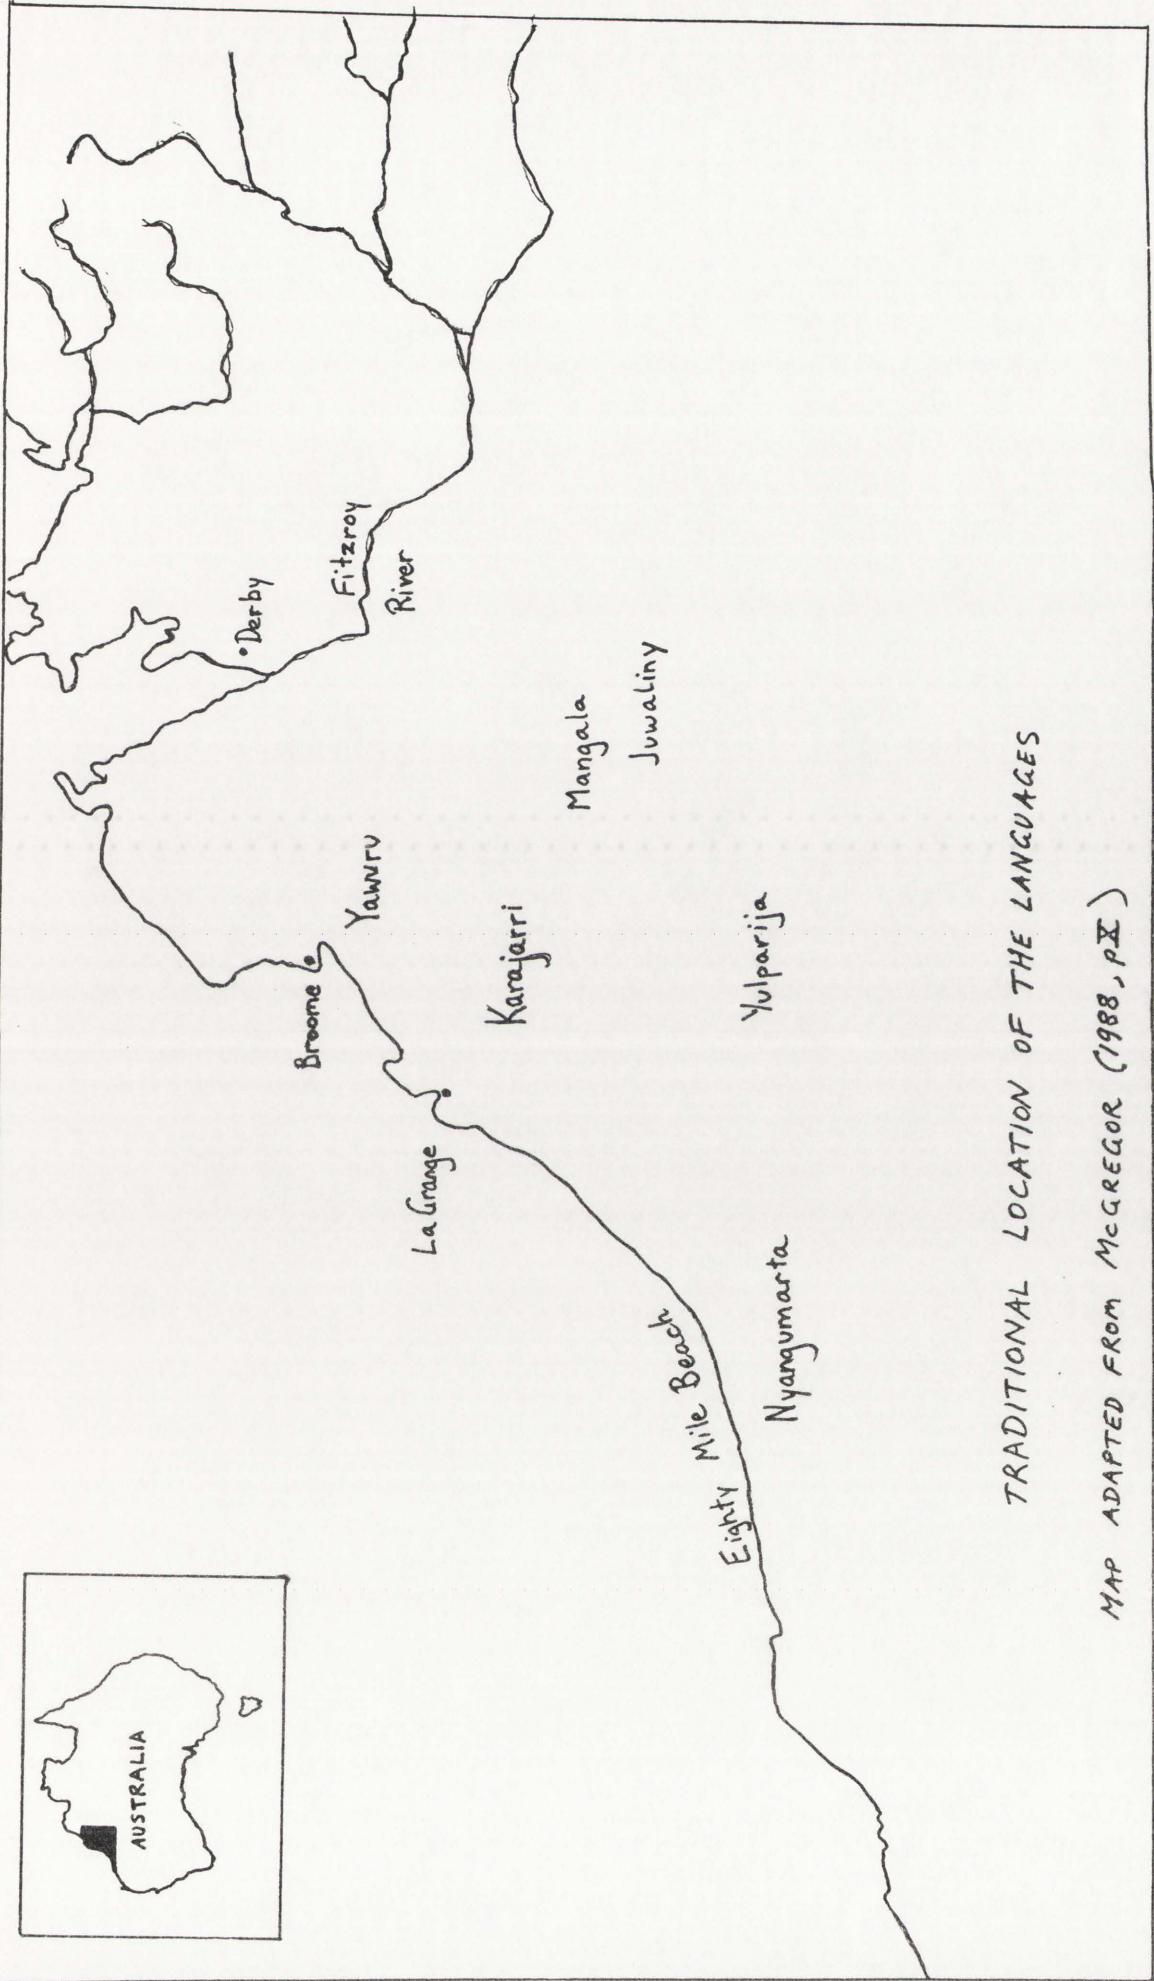 AUSTRALIA
Derby
Fitzroy
River
Broome
Yawuru
La Grange
Karajarri
Mangala
Juwaliny
Eighty Mile Beach
Yulparija
Nyangumarta
TRADITIONAL LOCATION OF THE LANGUAGES
MAP ADAPTED FROM McGREGOR (1988, pX)